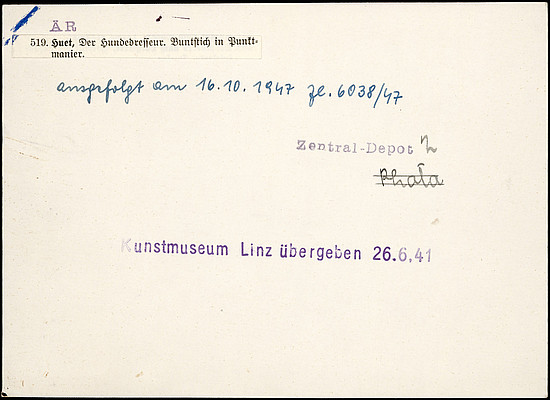 ÄR
519. Huet, Der Hundedresseur. Buntstich in Punkt-
manier.
ausgefolgt am 16.10.1947 Zl. 6038/47
Zentral-Depot
Kunstmuseum Linz übergeben 26.6.41